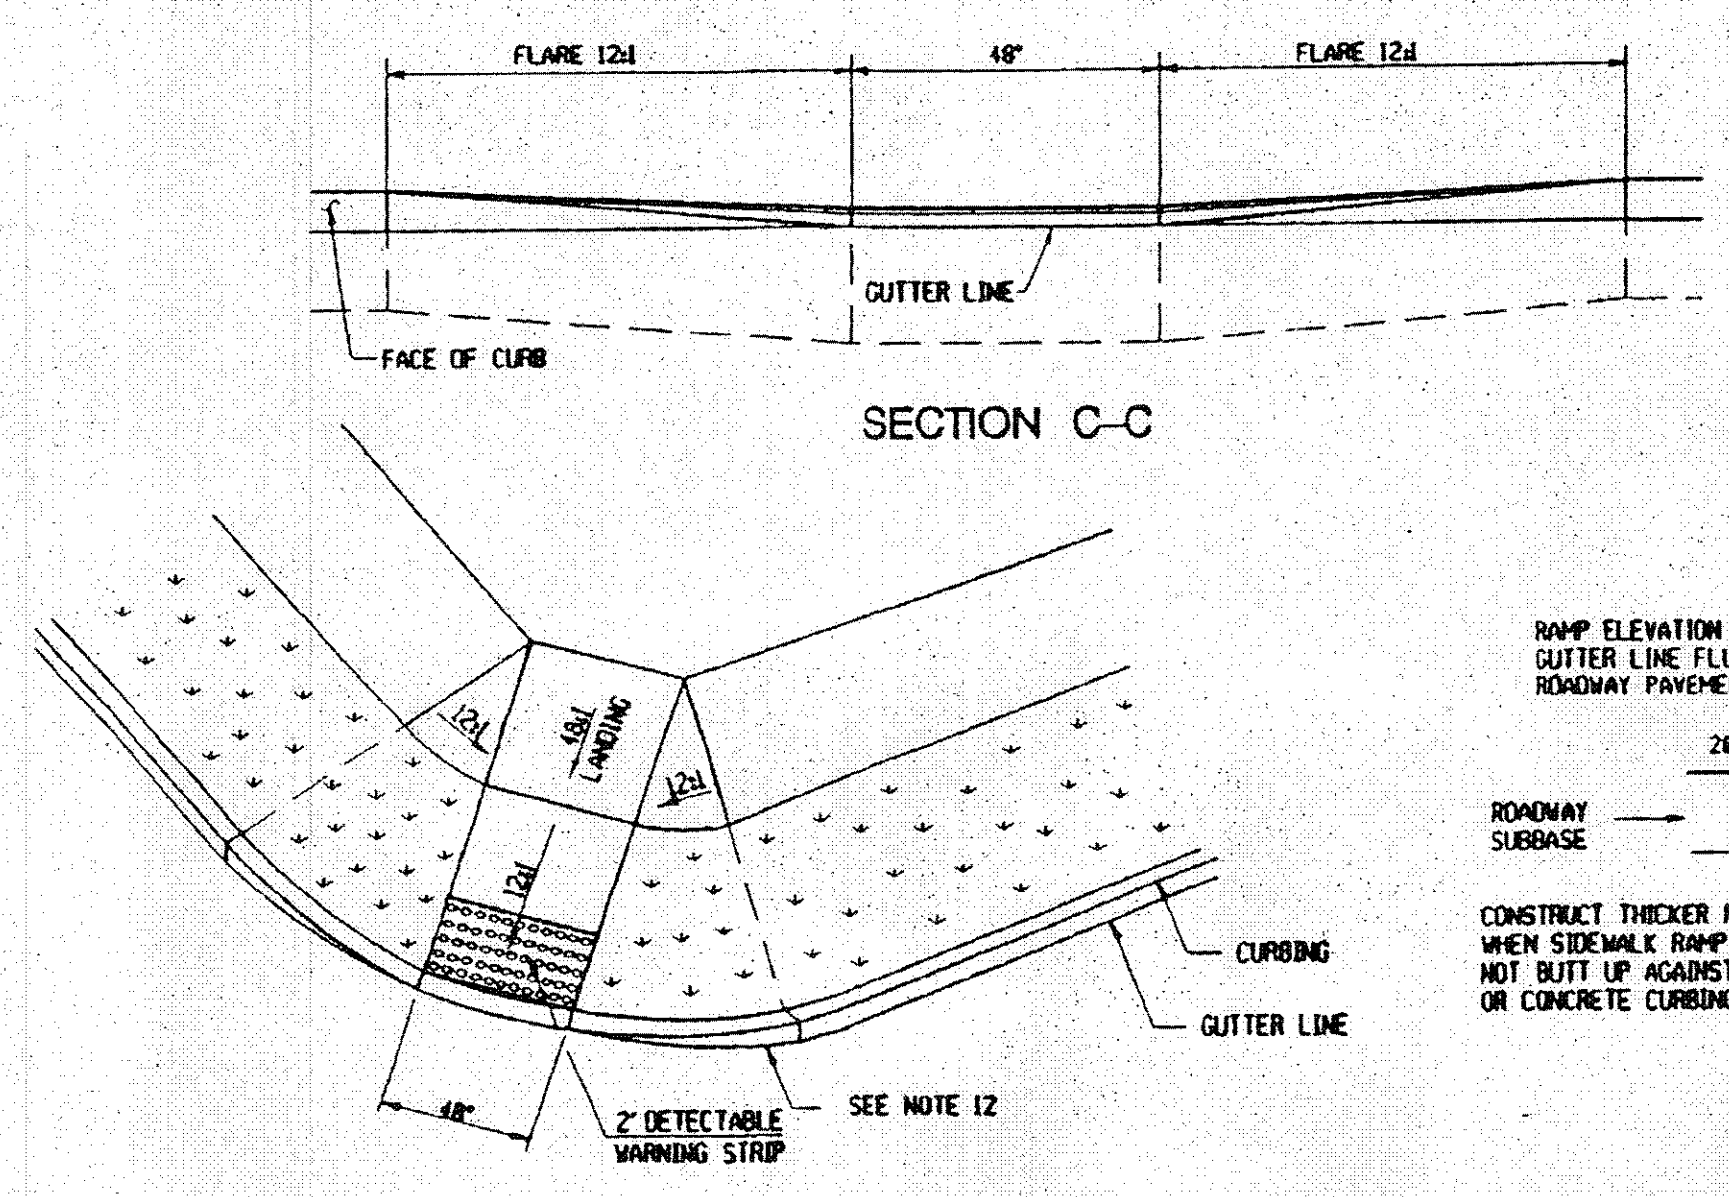 FLARE 12:1
48"
FLARE 12:1
GUTTER LINE
FACE OF CURB
SECTION C-C
12:1
48:1
LANDING
12:1
12:1
RAMP ELEVATION
GUTTER LINE
ROADWAY
ROADWAY
SUBBASE
CONSTRUCT THICKER
WHEN SIDEWALK RAMP
NOT BUTT UP AGAINST
OR CONCRETE CURBING
CURBING
GUTTER LINE
SEE NOTE 12
48"
2' DETECTABLE
WARNING STRIP